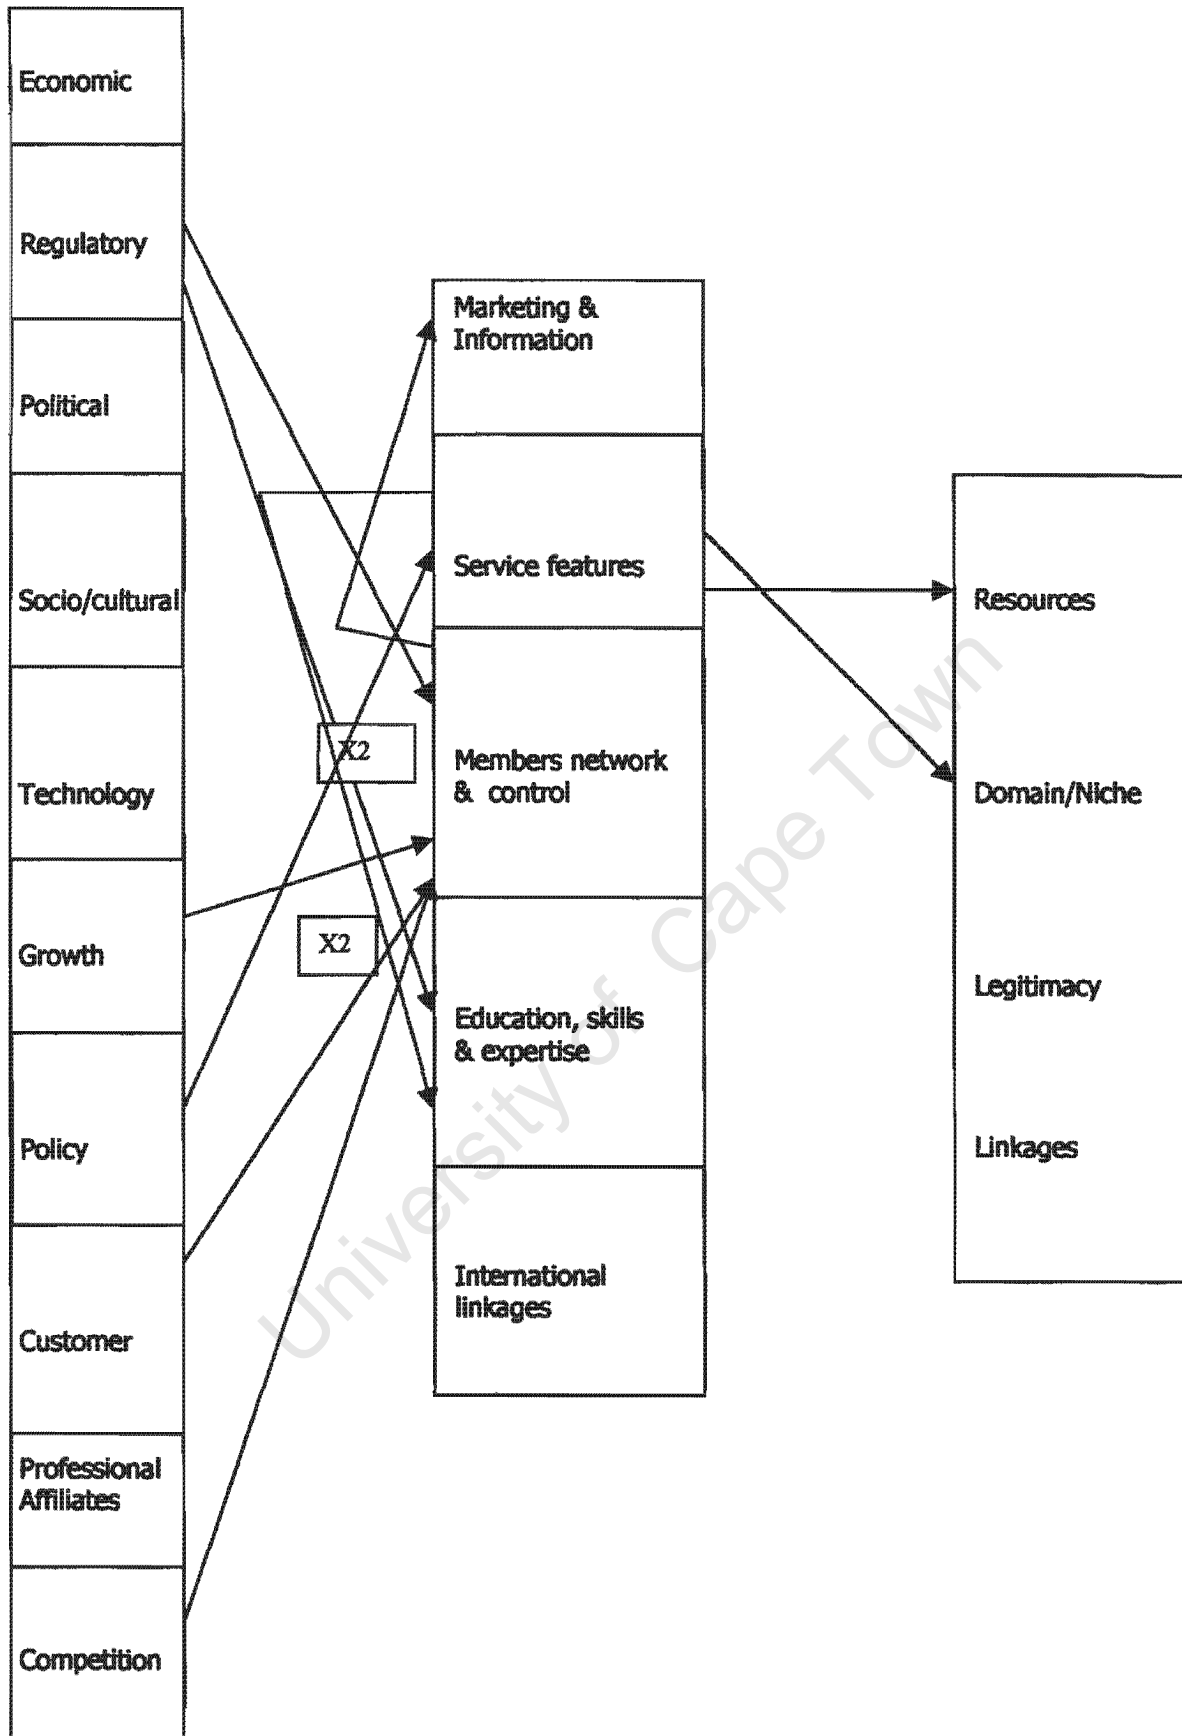 Economic
Regulatory
Political
Socio/cultural
Technology
Growth
Policy
Customer
Professional
Affiliates
Competition
X2
X2
Marketing &
Information
Service features
Members network
& control
Education, skills
& expertise
International
linkages
Resources
Domain/Niche
Legitimacy
Linkages
University of Cape Town